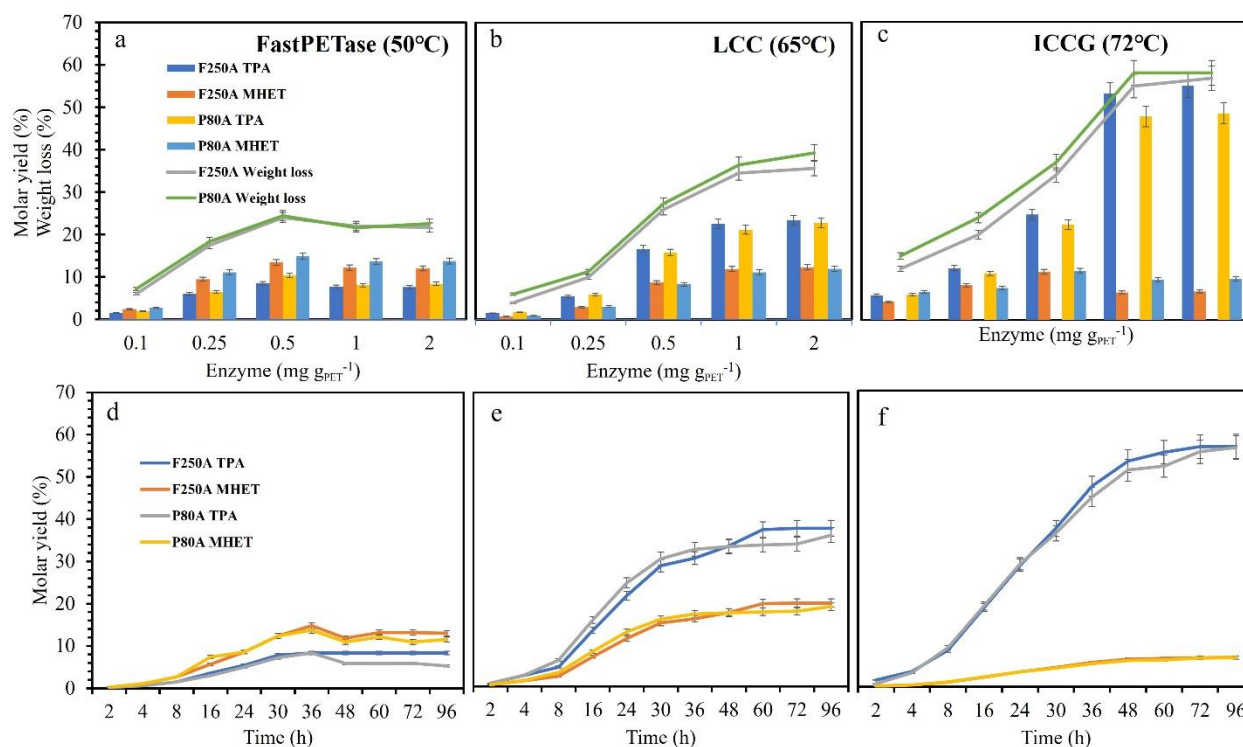 Molar yield (%)
Weight loss (%)
70
60
50
40
30
20
10
0
a
FastPETase (50°C)
F250A TPA
F250A MHET
P80A TPA
P80A MHET
F250A Weight loss
P80A Weight loss
0.1 0.25 0.5 1 2
Enzyme (mg gPET-1)
b
LCC (65°C)
0.1 0.25 0.5 1 2
Enzyme (mg gPET-1)
c
ICCG (72°C)
Enzyme (mg gPET-1)
Molar yield (%)
70
60
50
40
30
20
10
0
d
F250A TPA
F250A MHET
P80A TPA
P80A MHET
2 4 8 16 24 30 36 48 60 72 96
Time (h)
e
2 4 8 16 24 30 36 48 60 72 96
Time (h)
f
2 4 8 16 24 30 36 48 60 72 96
Time (h)